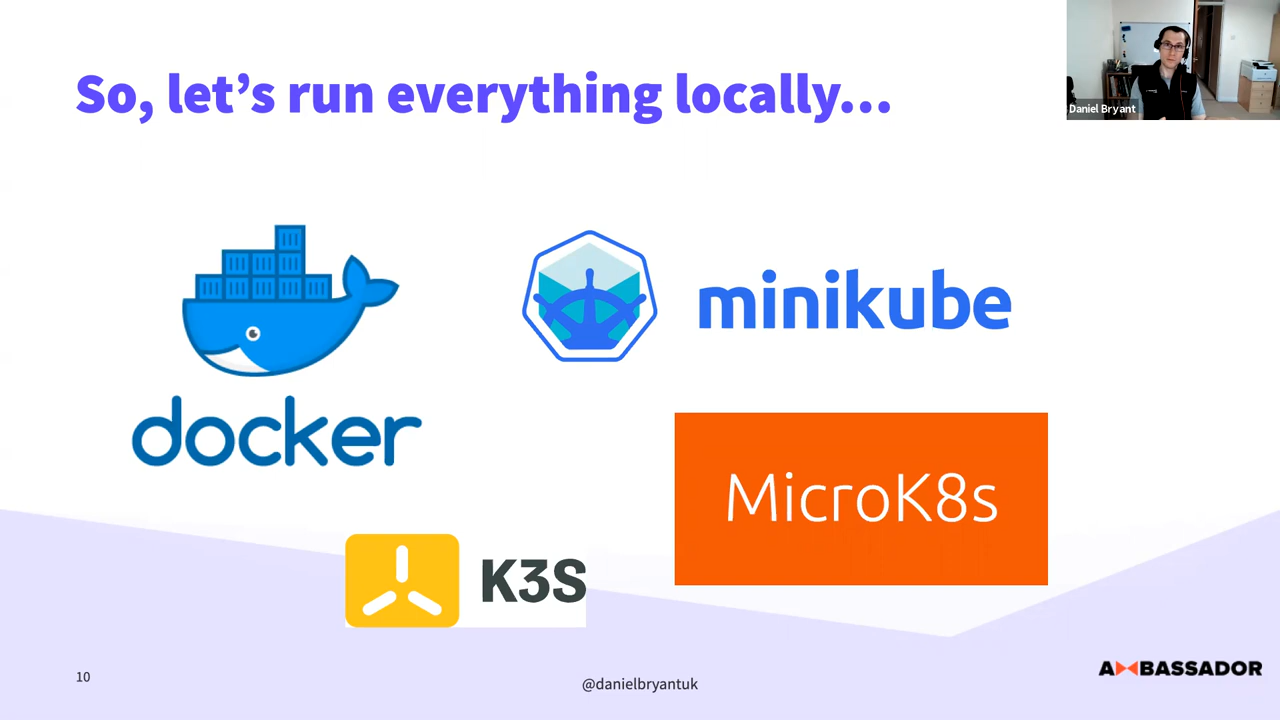 So, let’s run everything locally...
Daniel Bryant
docker
minikube
MicroK8s
K3S
10
@danielbryantuk
AMBASSADOR